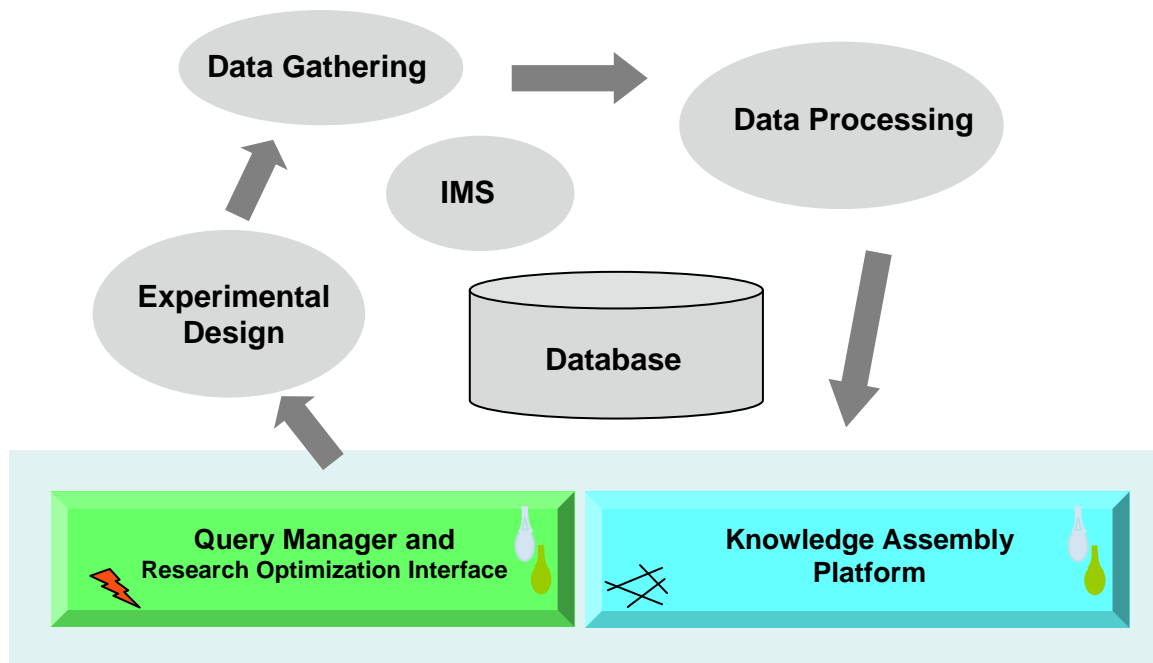 Data Gathering
Data Processing
IMS
Experimental
Design
Database
Query Manager and
Research Optimization Interface
Knowledge Assembly
Platform